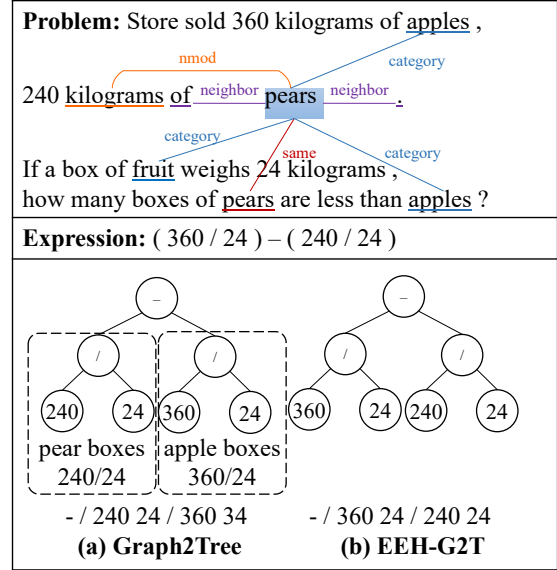 Problem: Store sold 360 kilograms of apples ,
nmod
category
240 kilograms of neighbor pears neighbor .
category same category
If a box of fruit weighs 24 kilograms ,
how many boxes of pears are less than apples ?
Expression: ( 360 / 24 ) – ( 240 / 24 )
– –
/ / / /
240 24 360 24 360 24 240 24
pear boxes apple boxes
240/24 360/24
- / 240 24 / 360 34 - / 360 24 / 240 24
(a) Graph2Tree (b) EEH-G2T